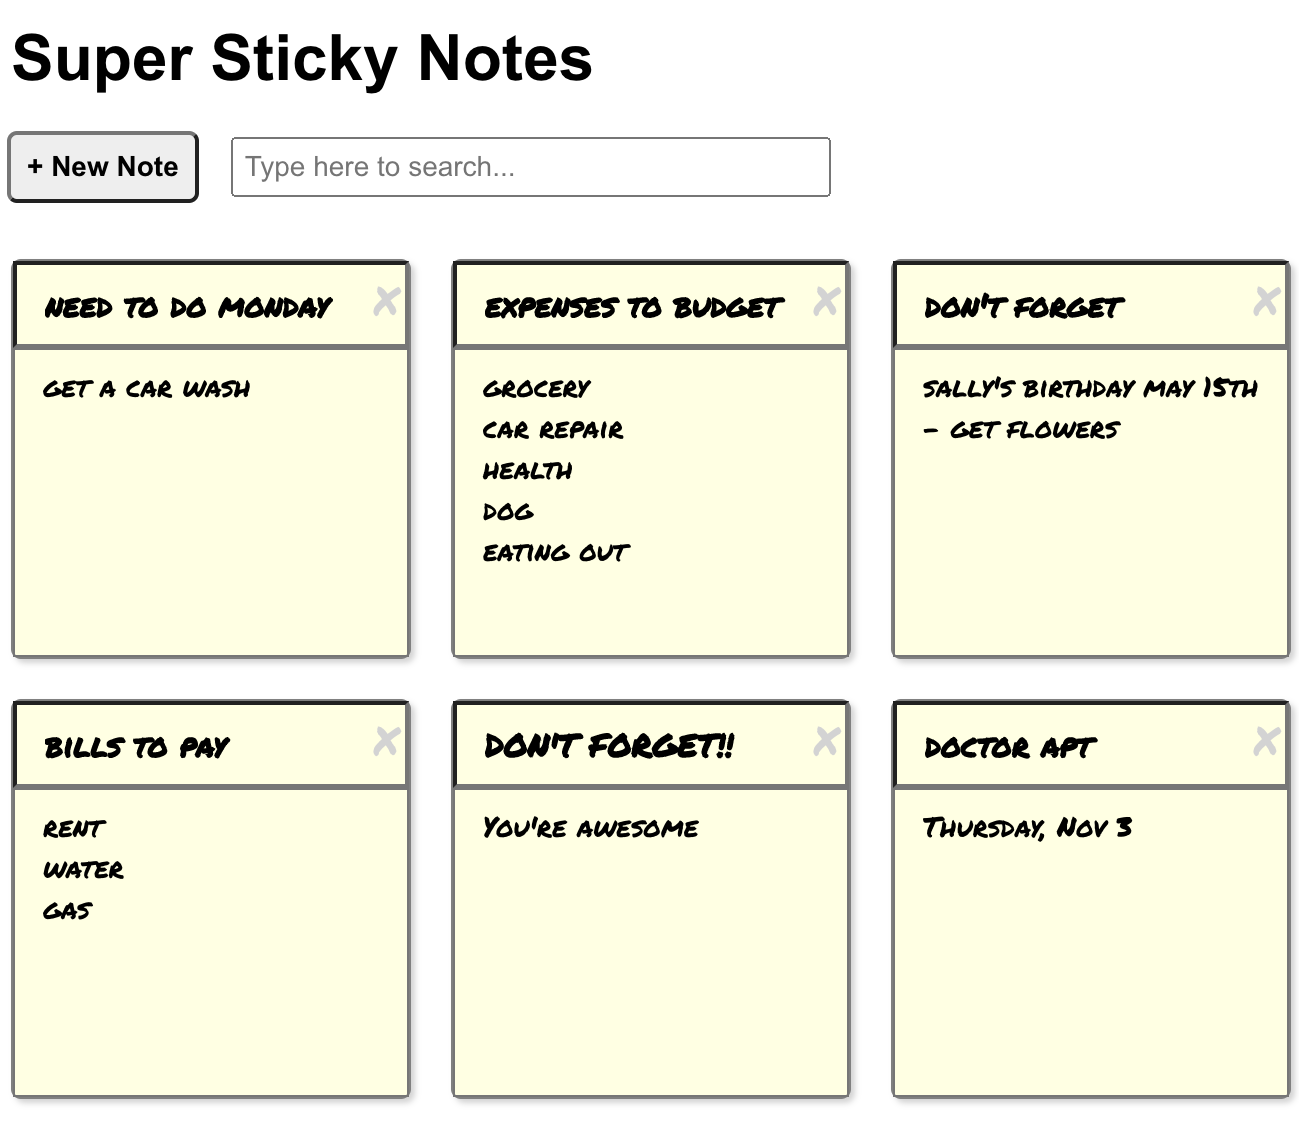 Super Sticky Notes
+ New Note
Type here to search...
need to do monday
get a car wash
expenses to budget
grocery
car repair
health
dog
eating out
don't forget
sally's birthday may 15th
- get flowers
bills to pay
rent
water
gas
DON'T FORGET!!
You're awesome
doctor apt
Thursday, Nov 3